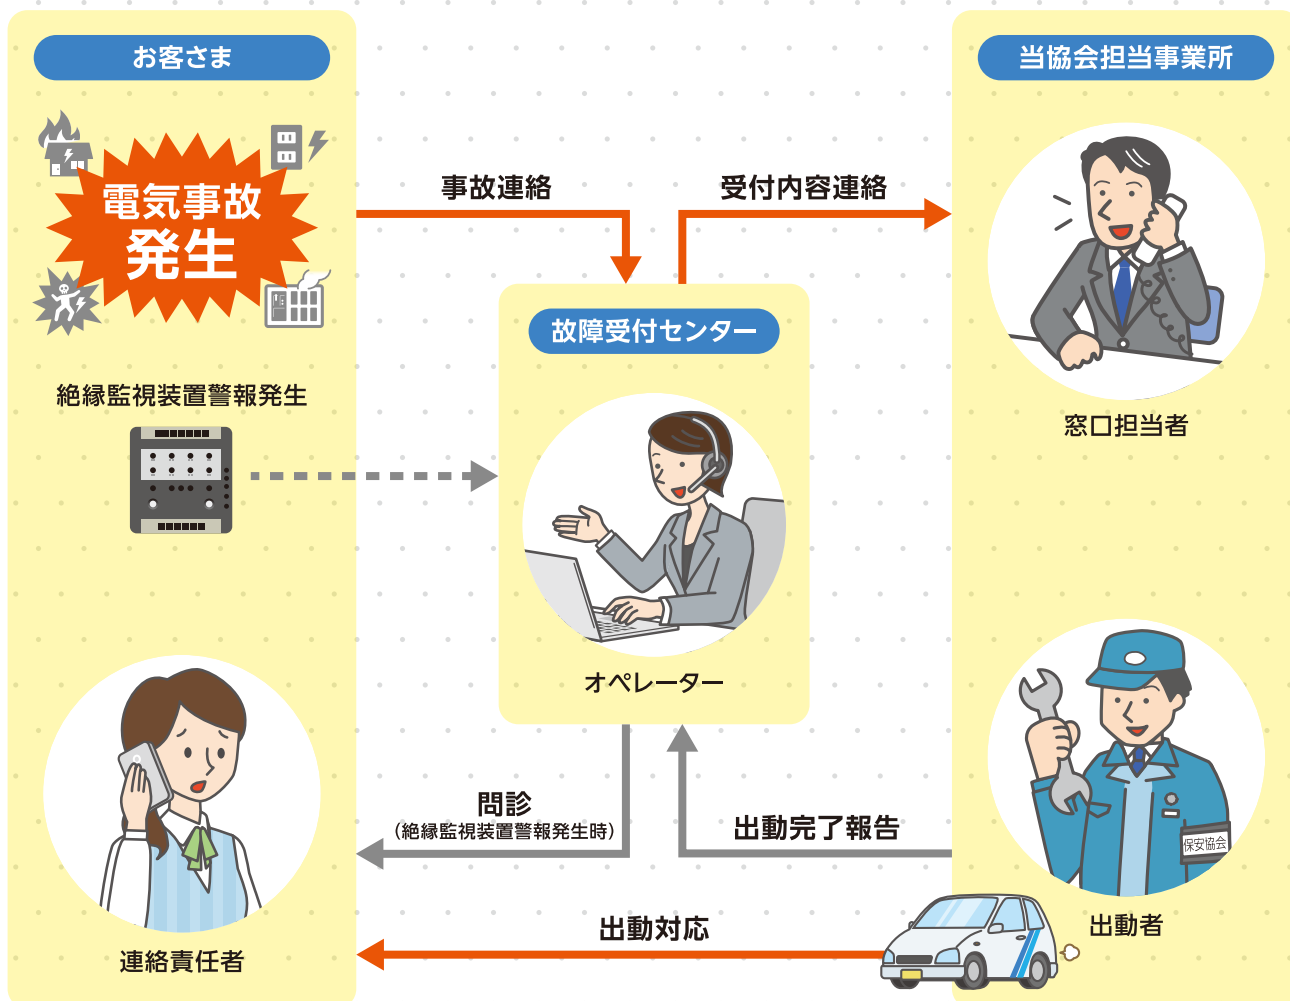 お客さま
電気事故
発生
絶縁監視装置警報発生
連絡責任者
事故連絡
受付内容連絡
故障受付センター
オペレーター
問診
（絶縁監視装置警報発生時）
出動完了報告
出動対応
当協会担当事業所
窓口担当者
保安協会
出動者